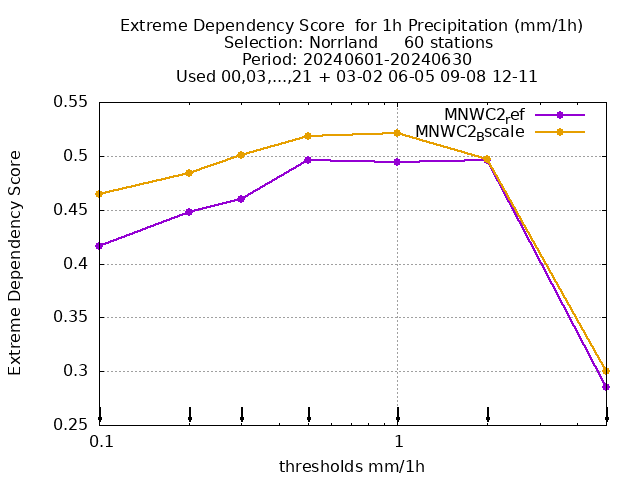 Extreme Dependency Score  for 1h Precipitation (mm/1h)
Selection: Norrland     60 stations
Period: 20240601-20240630
Used 00,03,...,21 + 03-02 06-05 09-08 12-11
MNWC2ref
MNWC2Bscale
0.55
0.5
0.45
0.4
0.35
0.3
0.25
Extreme Dependency Score
0.1
1
thresholds mm/1h